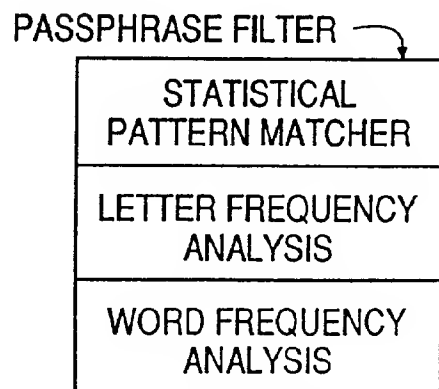 PASSPHRASE FILTER
STATISTICAL
PATTERN MATCHER
LETTER FREQUENCY
ANALYSIS
WORD FREQUENCY
ANALYSIS